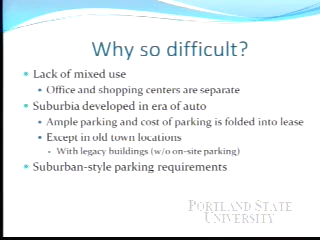 Why so difficult?
Lack of mixed use
Office and shopping centers are separate
Suburbia developed in era of auto
Ample parking and cost of parking is folded into lease
Except in old town locations
With legacy buildings (w/o on-site parking)
Suburban-style parking requirements
PORTLAND STATE
UNIVERSITY